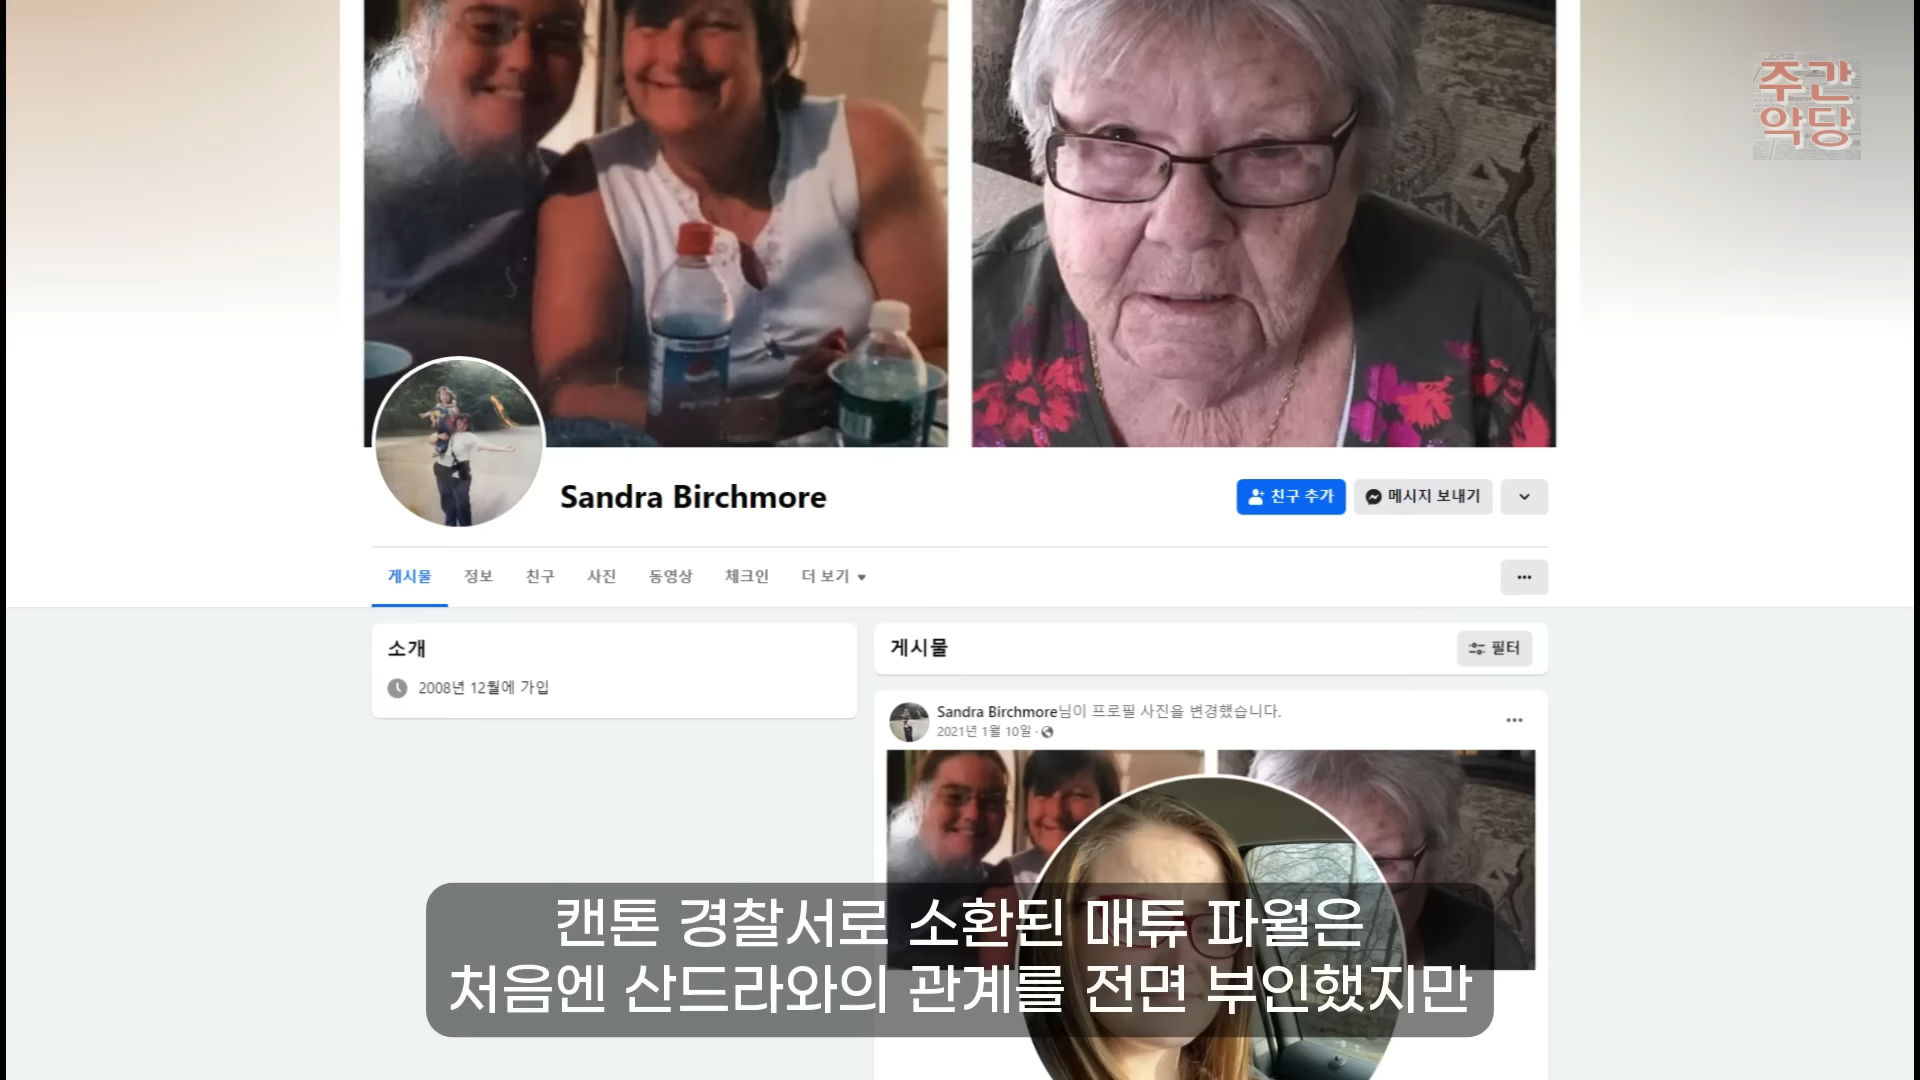 주간
악당
Sandra Birchmore
친구 추가
메시지 보내기
게시물 정보 친구 사진 동영상 체크인 더 보기
소개
2008년 12월에 가입
게시물
필터
Sandra Birchmore님이 프로필 사진을 변경했습니다.
2021년 1월 10일
캔톤 경찰서로 소환된 매튜 파월은
처음엔 산드라와의 관계를 전면 부인했지만